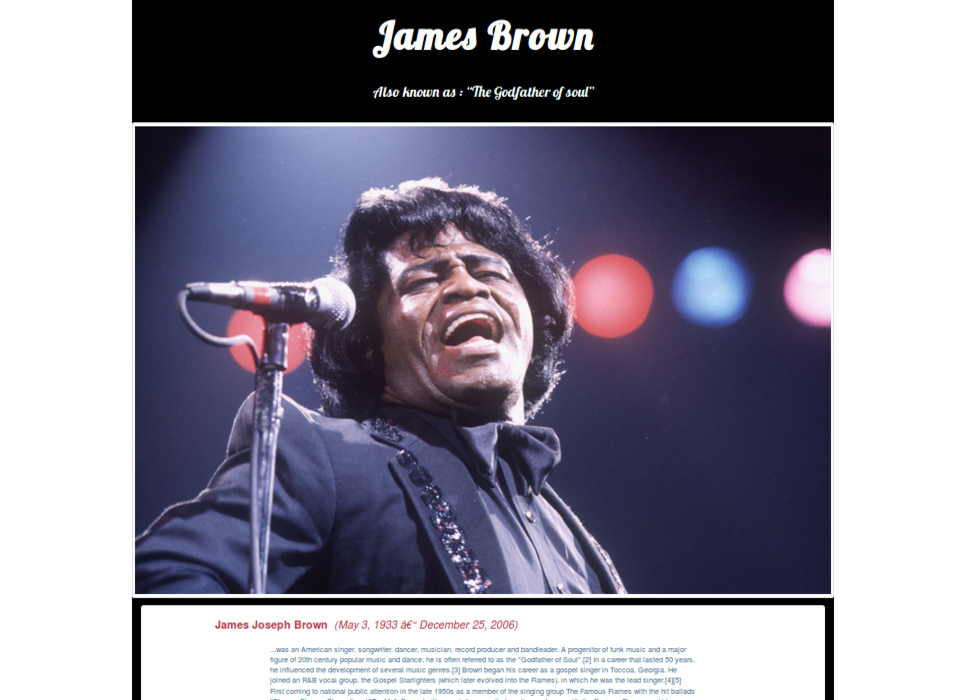 James Brown
Also known as : “The Godfather of soul”
James Joseph Brown (May 3, 1933 â€“ December 25, 2006)
...was an American singer, songwriter, dancer, musician, record producer and bandleader. A progenitor of funk music and a major
figure of 20th century popular music and dance, he is often referred to as the "Godfather of Soul".[2] In a career that lasted 50 years,
he influenced the development of several music genres.[3] Brown began his career as a gospel singer in Toccoa, Georgia. He
joined an R&B vocal group, the Gospel Starlighters (which later evolved into the Flames), in which he was the lead singer.[4][5]
First coming to national public attention in the late 1950s as a member of the singing group The Famous Flames with the hit ballads